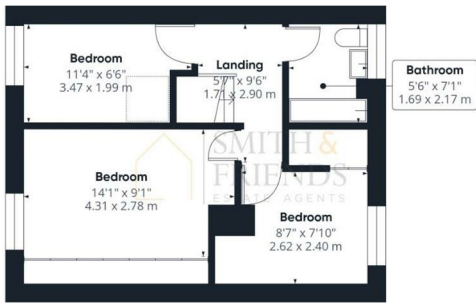 Bedroom
11'4" x 6'6"
3.47 x 1.99 m
Landing
5'7" x 9'6"
1.71 x 2.90 m
Bathroom
5'6" x 7'1"
1.69 x 2.17 m
SMITH &
FRIENDS
ESTATE AGENTS
Bedroom
14'1" x 9'1"
4.31 x 2.78 m
Bedroom
8'7" x 7'10"
2.62 x 2.40 m